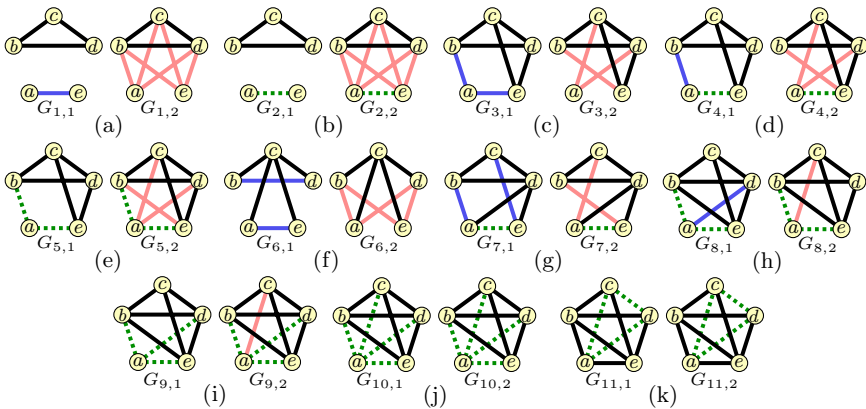 c c c c c c c c
b d b d b d b d b d b d b d b d
a e a e a e a e a e a e a e a e
G1,1 G1,2 G2,1 G2,2 G3,1 G3,2 G4,1 G4,2
(a) (b) (c) (d)
c c c c c c c c
b d b d b d b d b d b d b d b d
a e a e a e a e a e a e a e a e
G5,1 G5,2 G6,1 G6,2 G7,1 G7,2 G8,1 G8,2
(e) (f) (g) (h)
c c c c c c
b d b d b d b d b d b d
a e a e a e a e a e a e
G9,1 G9,2 G10,1 G10,2 G11,1 G11,2
(i) (j) (k)